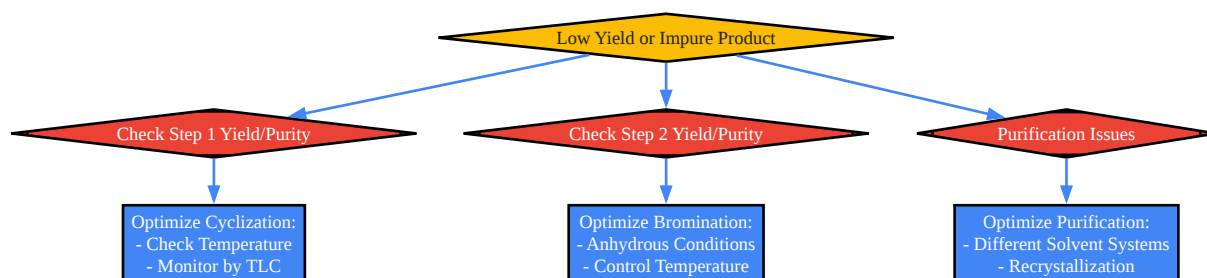 Low Yield or Impure Product
Check Step 1 Yield/Purity
Check Step 2 Yield/Purity
Purification Issues
Optimize Cyclization:
- Check Temperature
- Monitor by TLC
Optimize Bromination:
- Anhydrous Conditions
- Control Temperature
Optimize Purification:
- Different Solvent Systems
- Recrystallization